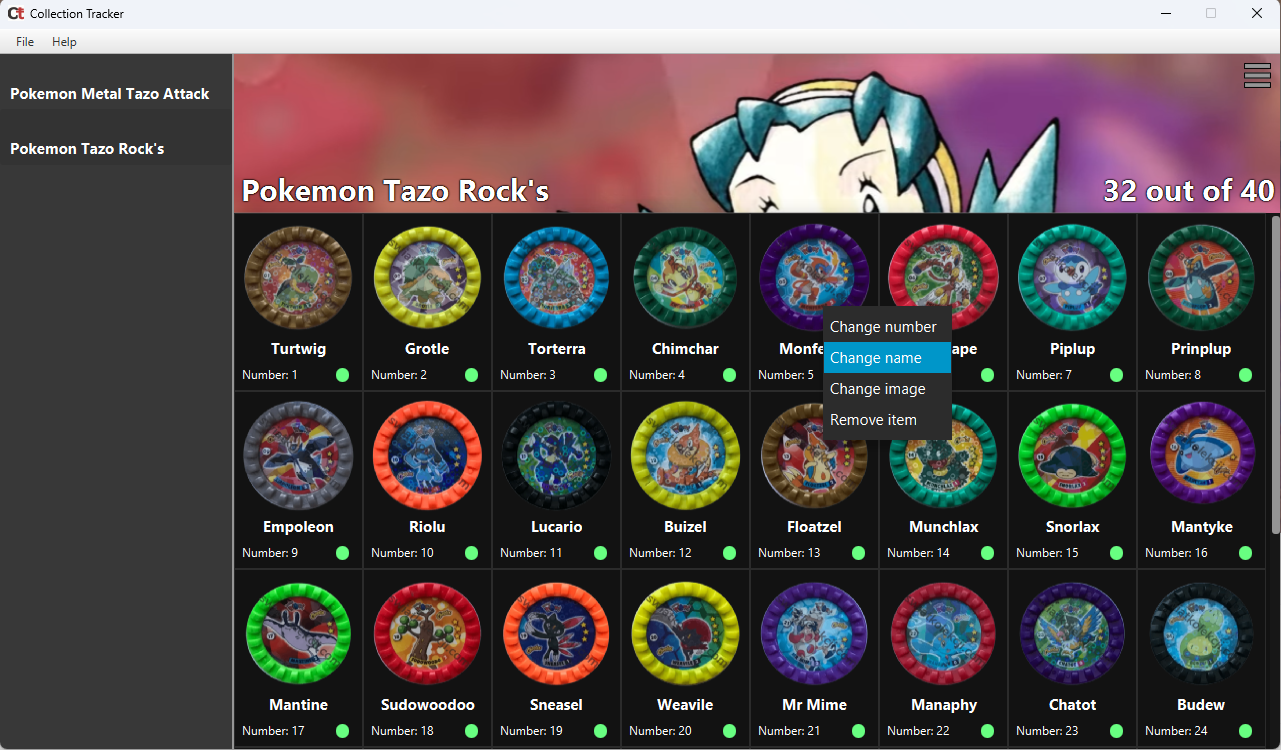 Ct Collection Tracker
File Help
Pokemon Metal Tazo Attack
Pokemon Tazo Rock's
Pokemon Tazo Rock's
32 out of 40
Turtwig Grotle Torterra Chimchar Monfe ape Piplup Prinplup
Number: 1 Number: 2 Number: 3 Number: 4 Number: 5 Number: 7 Number: 8
Change number
Change name
Change image
Remove item
Empoleon Riolu Lucario Buizel Floatzel Munchlax Snorlax Mantyke
Number: 9 Number: 10 Number: 11 Number: 12 Number: 13 Number: 14 Number: 15 Number: 16
Mantine Sudowoodoo Sneasel Weavile Mr Mime Manaphy Chatot Budew
Number: 17 Number: 18 Number: 19 Number: 20 Number: 21 Number: 22 Number: 23 Number: 24